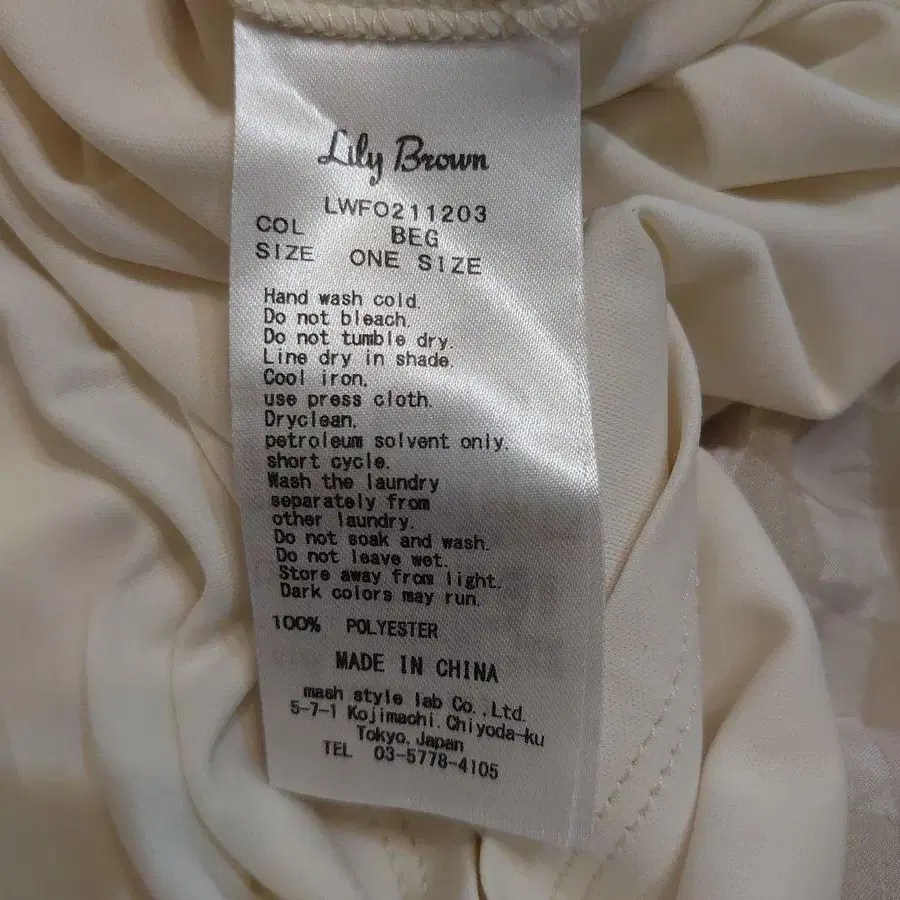 Lily Brown
LWFO211203
COL BEG
SIZE ONE SIZE
Hand wash cold.
Do not bleach.
Do not tumble dry.
Line dry in shade.
Cool iron.
use press cloth.
Dryclean.
petroleum solvent only.
short cycle.
Wash the laundry
separately from
other laundry.
Do not soak and wash.
Do not leave wet.
Store away from light.
Dark colors may run.
100% POLYESTER
MADE IN CHINA
mash style lab Co.,Ltd.
5-7-1 Kojimachi.Chiyoda-ku
Tokyo,Japan
TEL 03-5778-4105